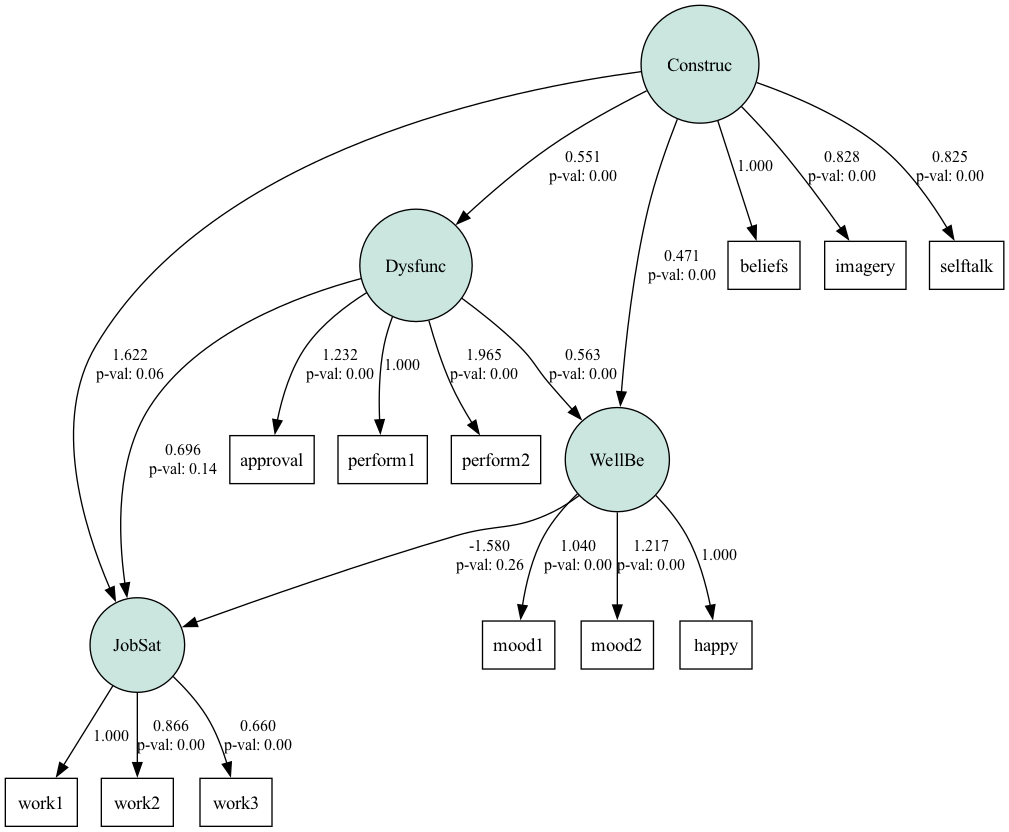 Construc
0.551
p-val: 0.00
1.000
0.828
p-val: 0.00
0.825
p-val: 0.00
Dysfunc
0.471
p-val: 0.00
beliefs
imagery
selftalk
1.622
p-val: 0.06
1.232
p-val: 0.00
1.000
1.965
p-val: 0.00
0.563
p-val: 0.00
0.696
p-val: 0.14
approval
perform1
perform2
WellBe
-1.580
p-val: 0.26
1.040
p-val: 0.00
1.217
p-val: 0.00
1.000
JobSat
mood1
mood2
happy
1.000
0.866
p-val: 0.00
0.660
p-val: 0.00
work1
work2
work3